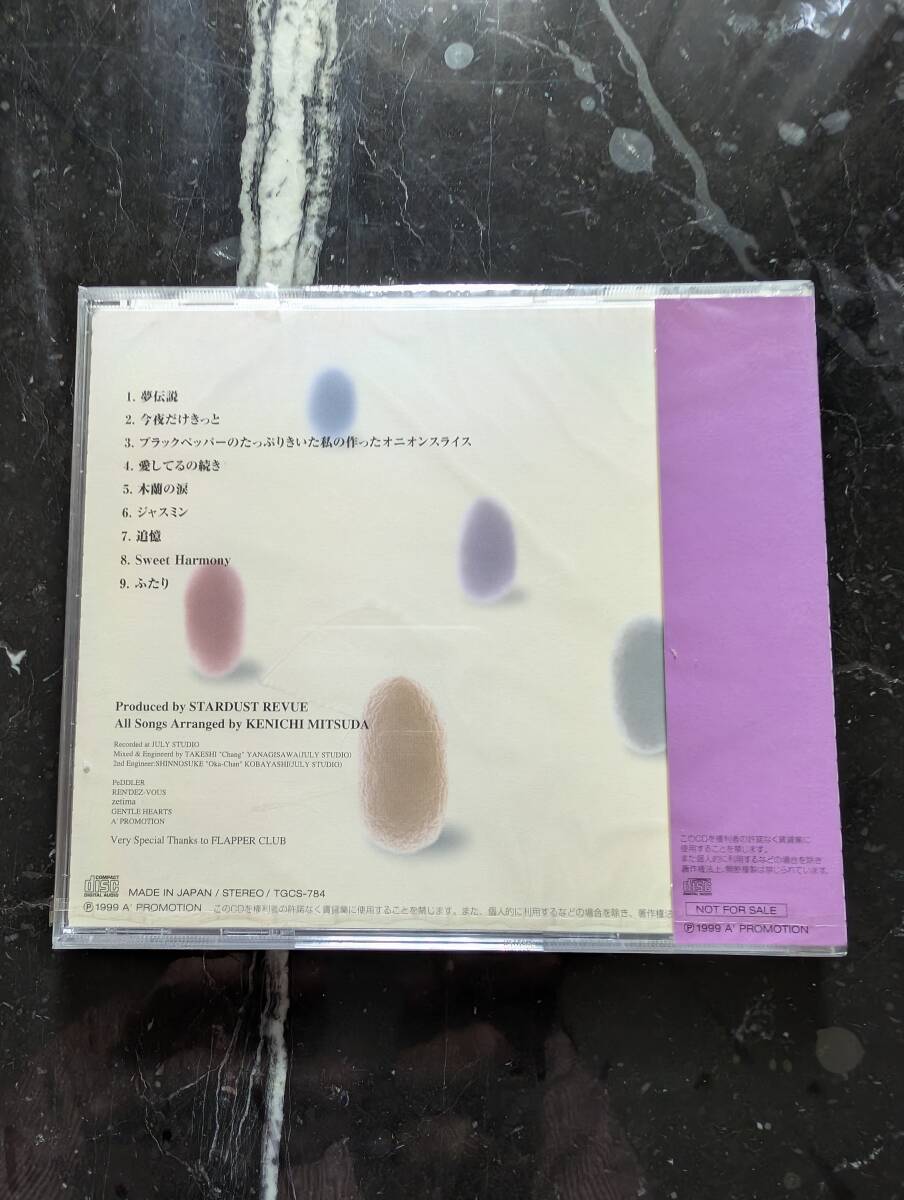 1. 夢伝説
2. 今夜だけきっと
3. ブラックペッパーのたっぷりきいた私の作ったオニオンスライス
4. 愛してるの続き
5. 木蘭の涙
6. ジャスミン
7. 追憶
8. Sweet Harmony
9. ふたり
Produced by STARDUST REVUE
All Songs Arranged by KENICHI MITSUDA
Recorded at JULY STUDIO
Mixed & Engineerd by TAKESHI "Chang" YANAGISAWA(JULY STUDIO)
2nd Engineer:SHINNOSUKE "Oka-Chan" KOBAYASHI(JULY STUDIO)
PeDDLER
RENDEZ-VOUS
zetima
GENTLE HEARTS
A' PROMOTION
Very Special Thanks to FLAPPER CLUB
COMPACT
disc
DIGITAL AUDIO
MADE IN JAPAN / STEREO / TGCS-784
Ⓟ 1999 A' PROMOTION このCDを権利者の許諾なく賃貸業に使用することを禁じます。また、個人的に利用するなどの場合を除き、著作権法
このCDを権利者の許諾なく賃貸業に
使用することを禁じます。
また個人的に利用するなどの場合を除き
著作権法上、無断複製は禁じられています。
disc
NOT FOR SALE
Ⓟ 1999 A' PROMOTION